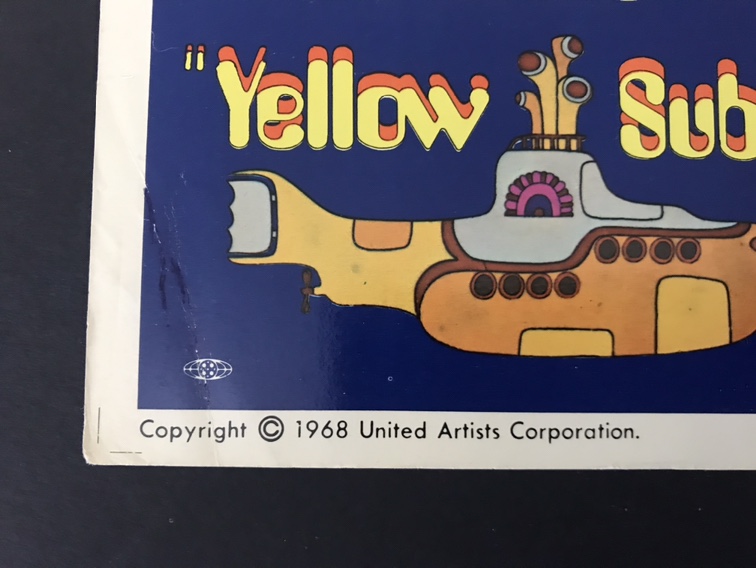 "Yellow Sub
Copyright © 1968 United Artists Corporation.